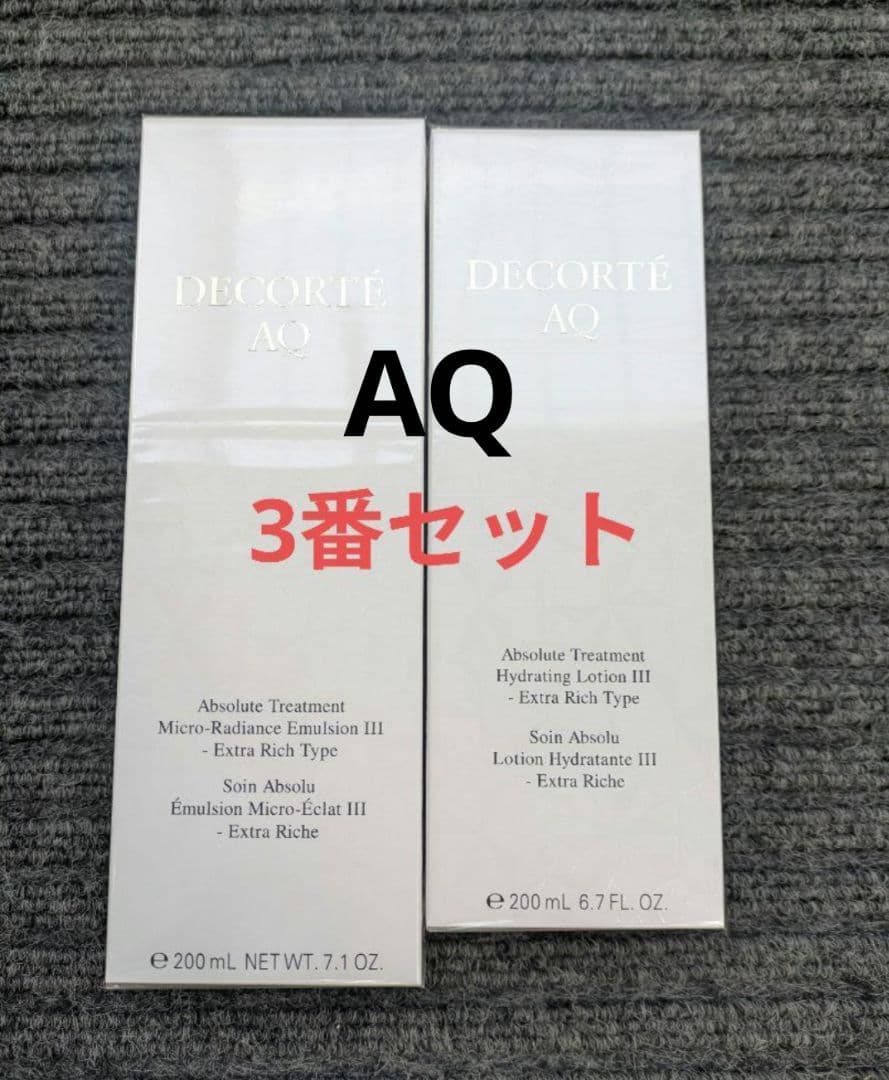 DECORTÉ
AQ
Absolute Treatment
Micro-Radiance Emulsion III
- Extra Rich Type
Soin Absolu
Émulsion Micro-Éclat III
- Extra Riche
℮ 200 mL NET WT. 7.1 OZ.
DECORTÉ
AQ
Absolute Treatment
Hydrating Lotion III
- Extra Rich Type
Soin Absolu
Lotion Hydratante III
- Extra Riche
℮ 200 mL 6.7 FL. OZ.
AQ
3番セット